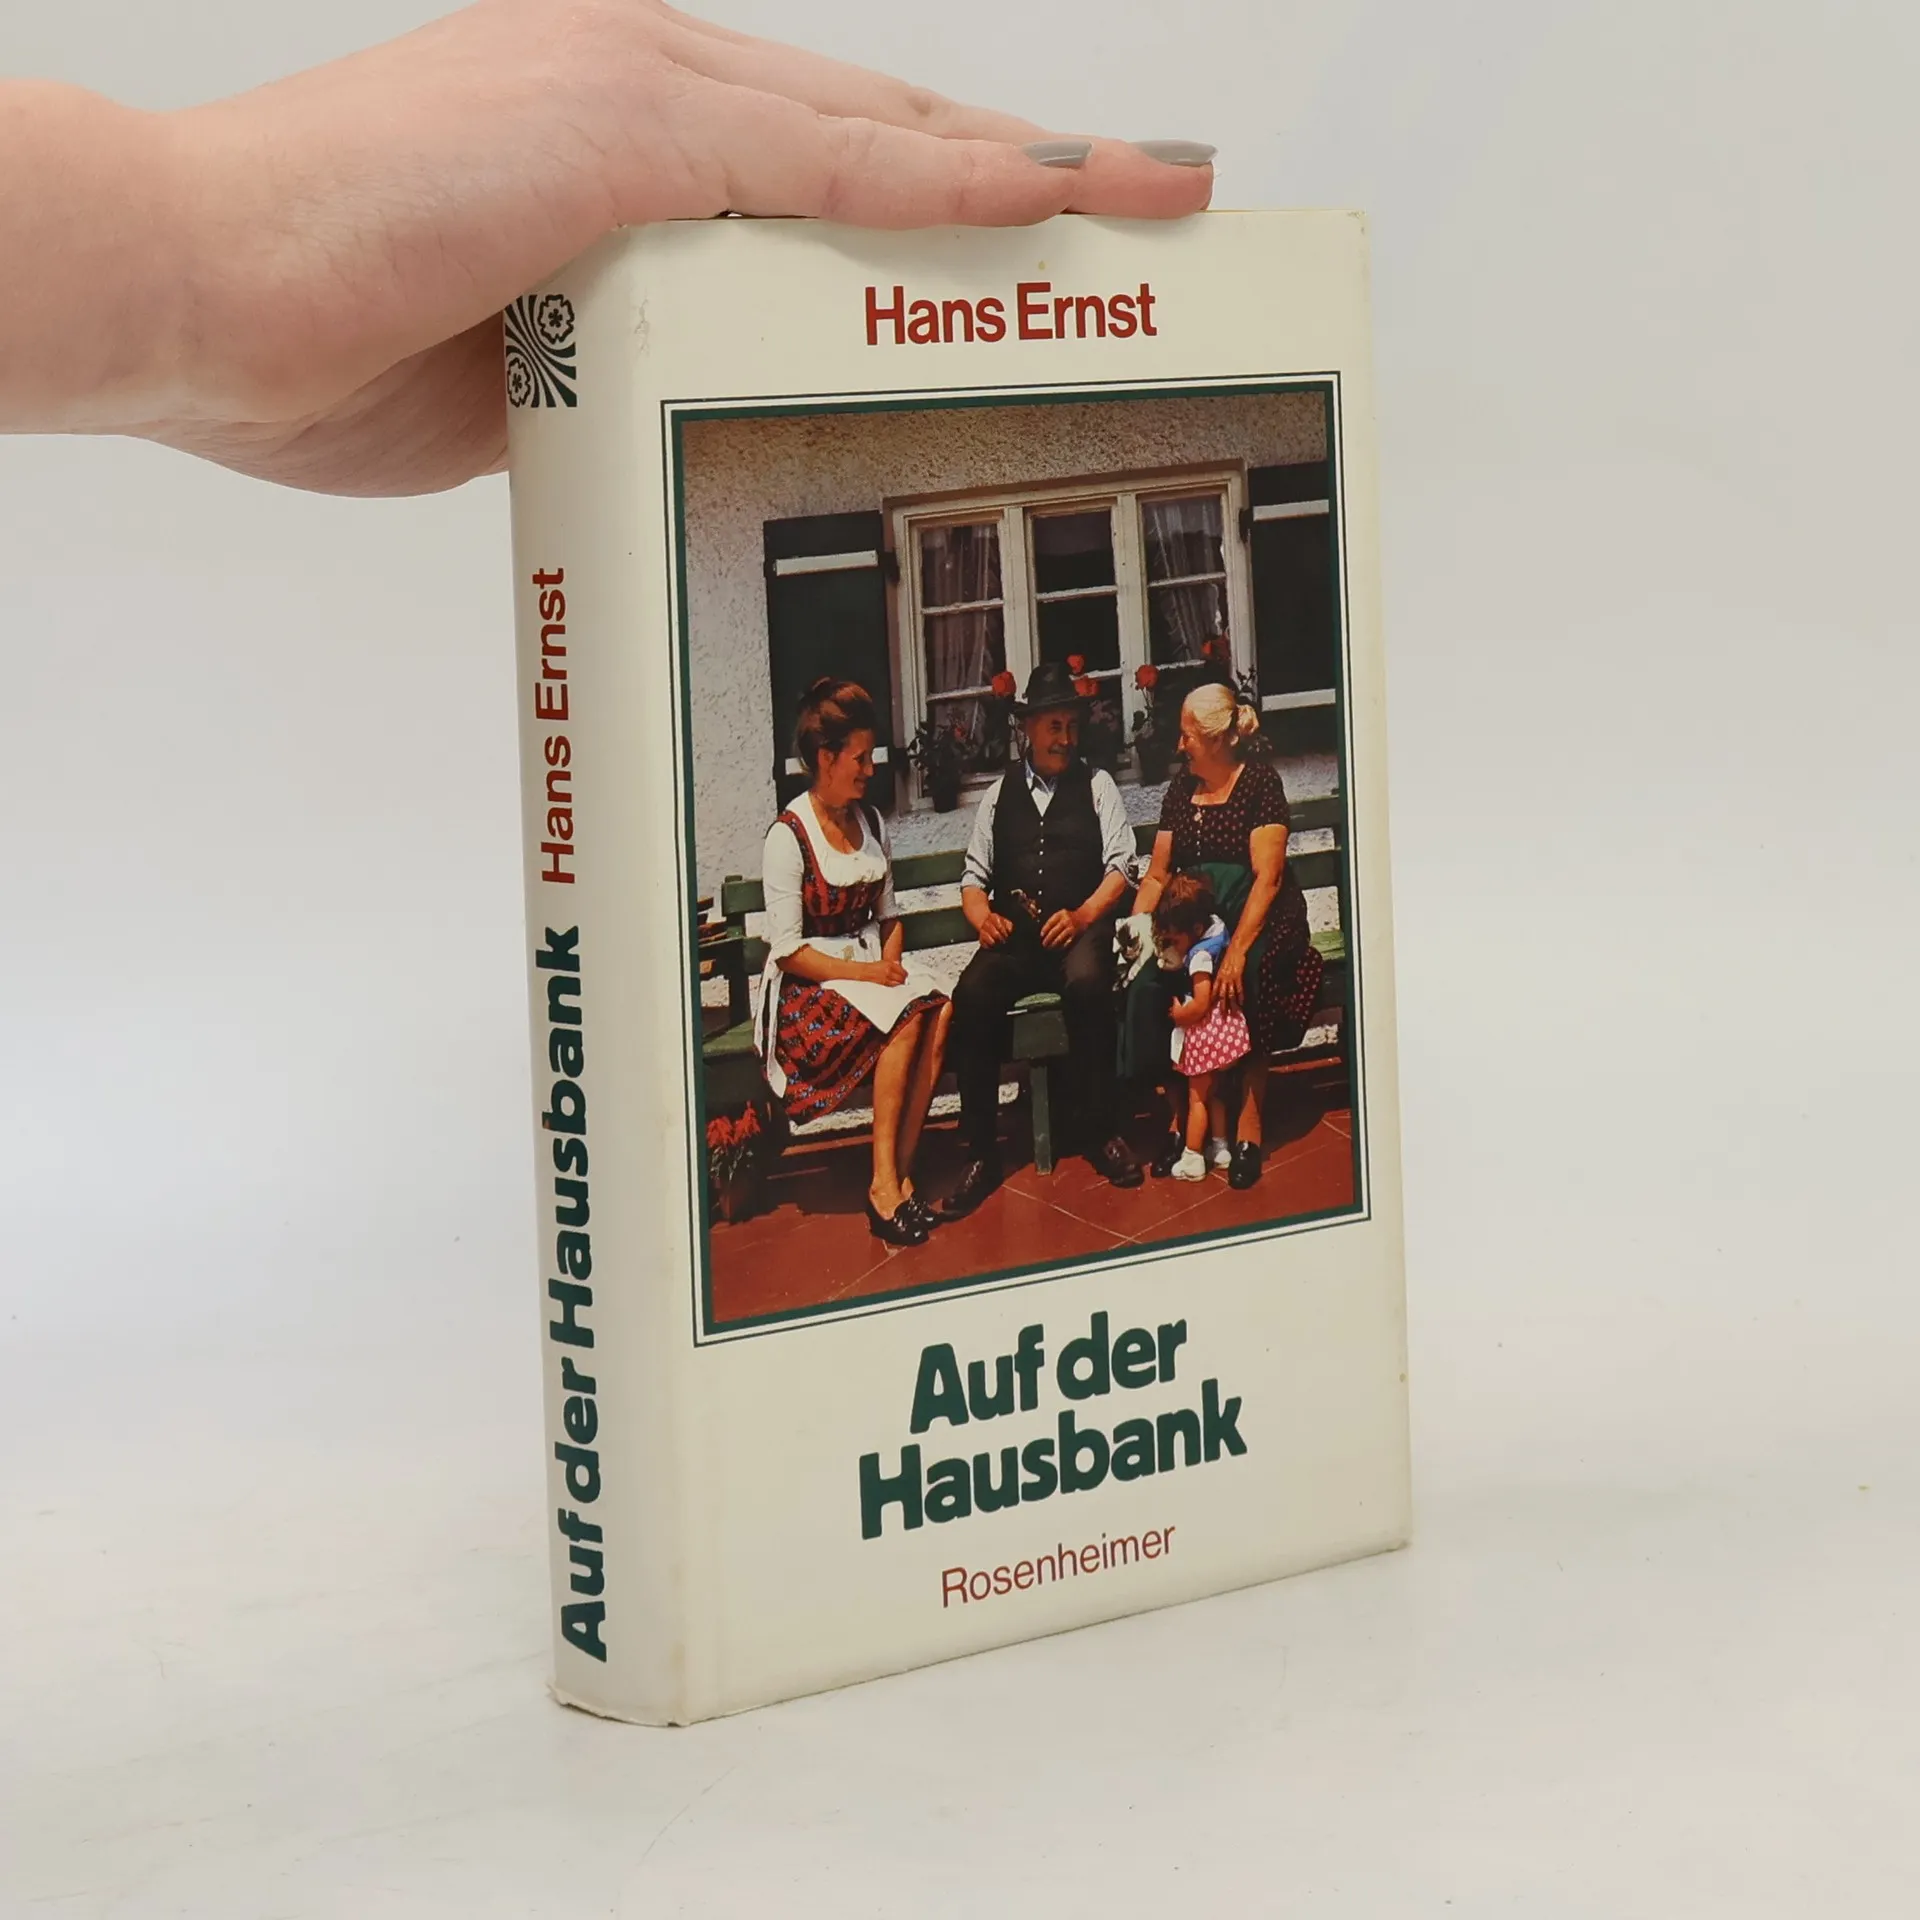 Hans Ernst
Auf der
Hausbank
Rosenheimer
Auf der Hausbank Hans Ernst